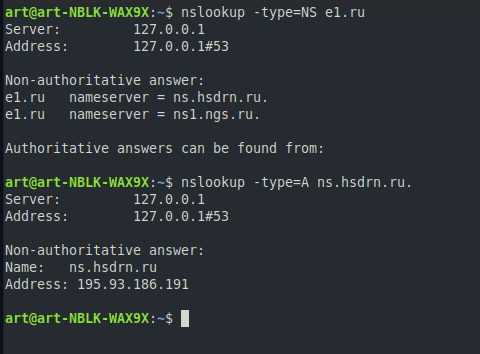 art@art-NBLK-WAX9X:~$ nslookup -type=NS e1.ru
Server:		127.0.0.1
Address:	127.0.0.1#53

Non-authoritative answer:
e1.ru	nameserver = ns.hsdrn.ru.
e1.ru	nameserver = ns1.ngs.ru.

Authoritative answers can be found from:

art@art-NBLK-WAX9X:~$ nslookup -type=A ns.hsdrn.ru.
Server:		127.0.0.1
Address:	127.0.0.1#53

Non-authoritative answer:
Name:	ns.hsdrn.ru
Address: 195.93.186.191

art@art-NBLK-WAX9X:~$